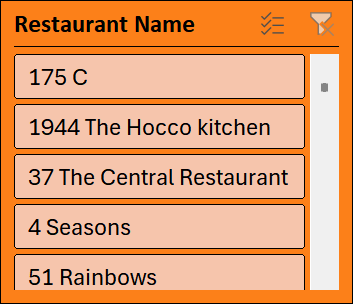 Restaurant Name
175 C
1944 The Hocco kitchen
37 The Central Restaurant
4 Seasons
51 Rainbows